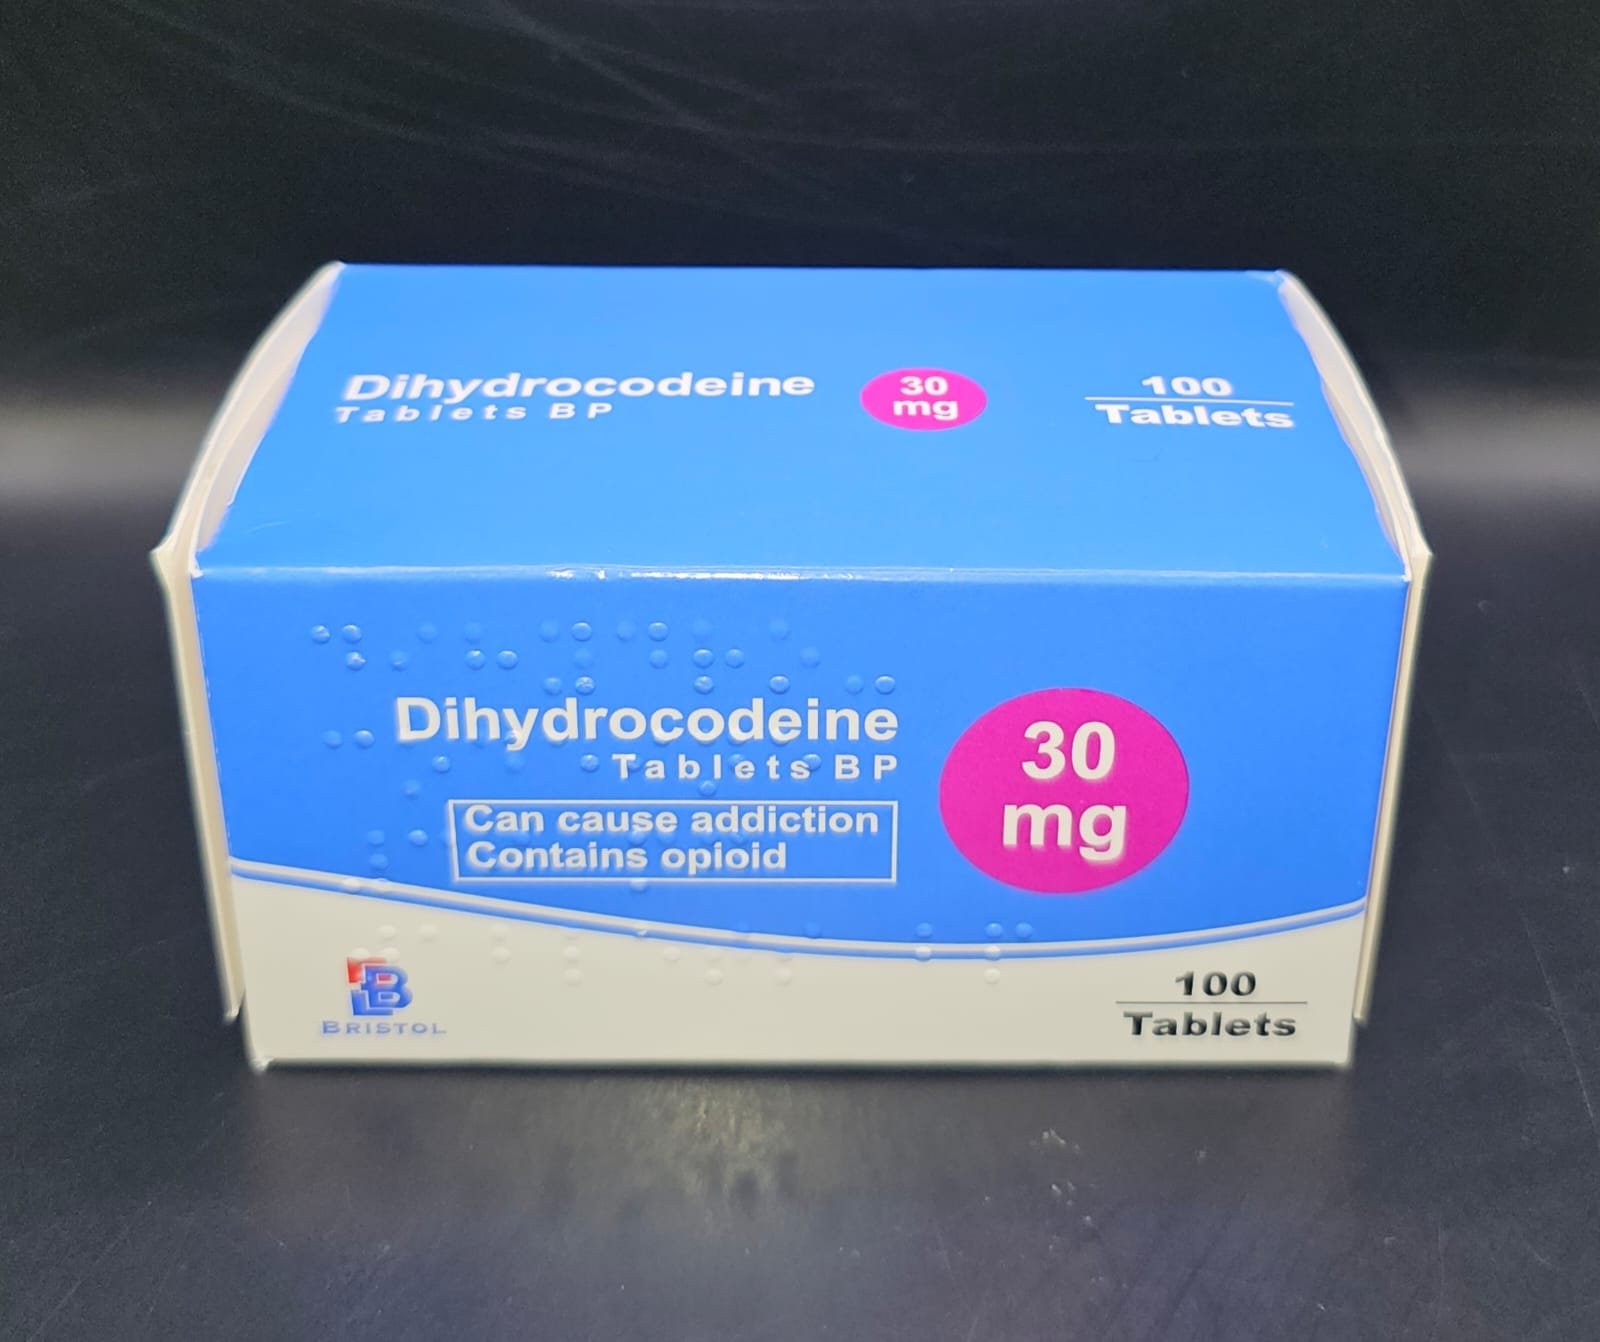 Dihydrocodeine
Tablets BP
30
mg
100
Tablets
Dihydrocodeine
Tablets BP
Can cause addiction
Contains opioid
30
mg
BRISTOL
100
Tablets